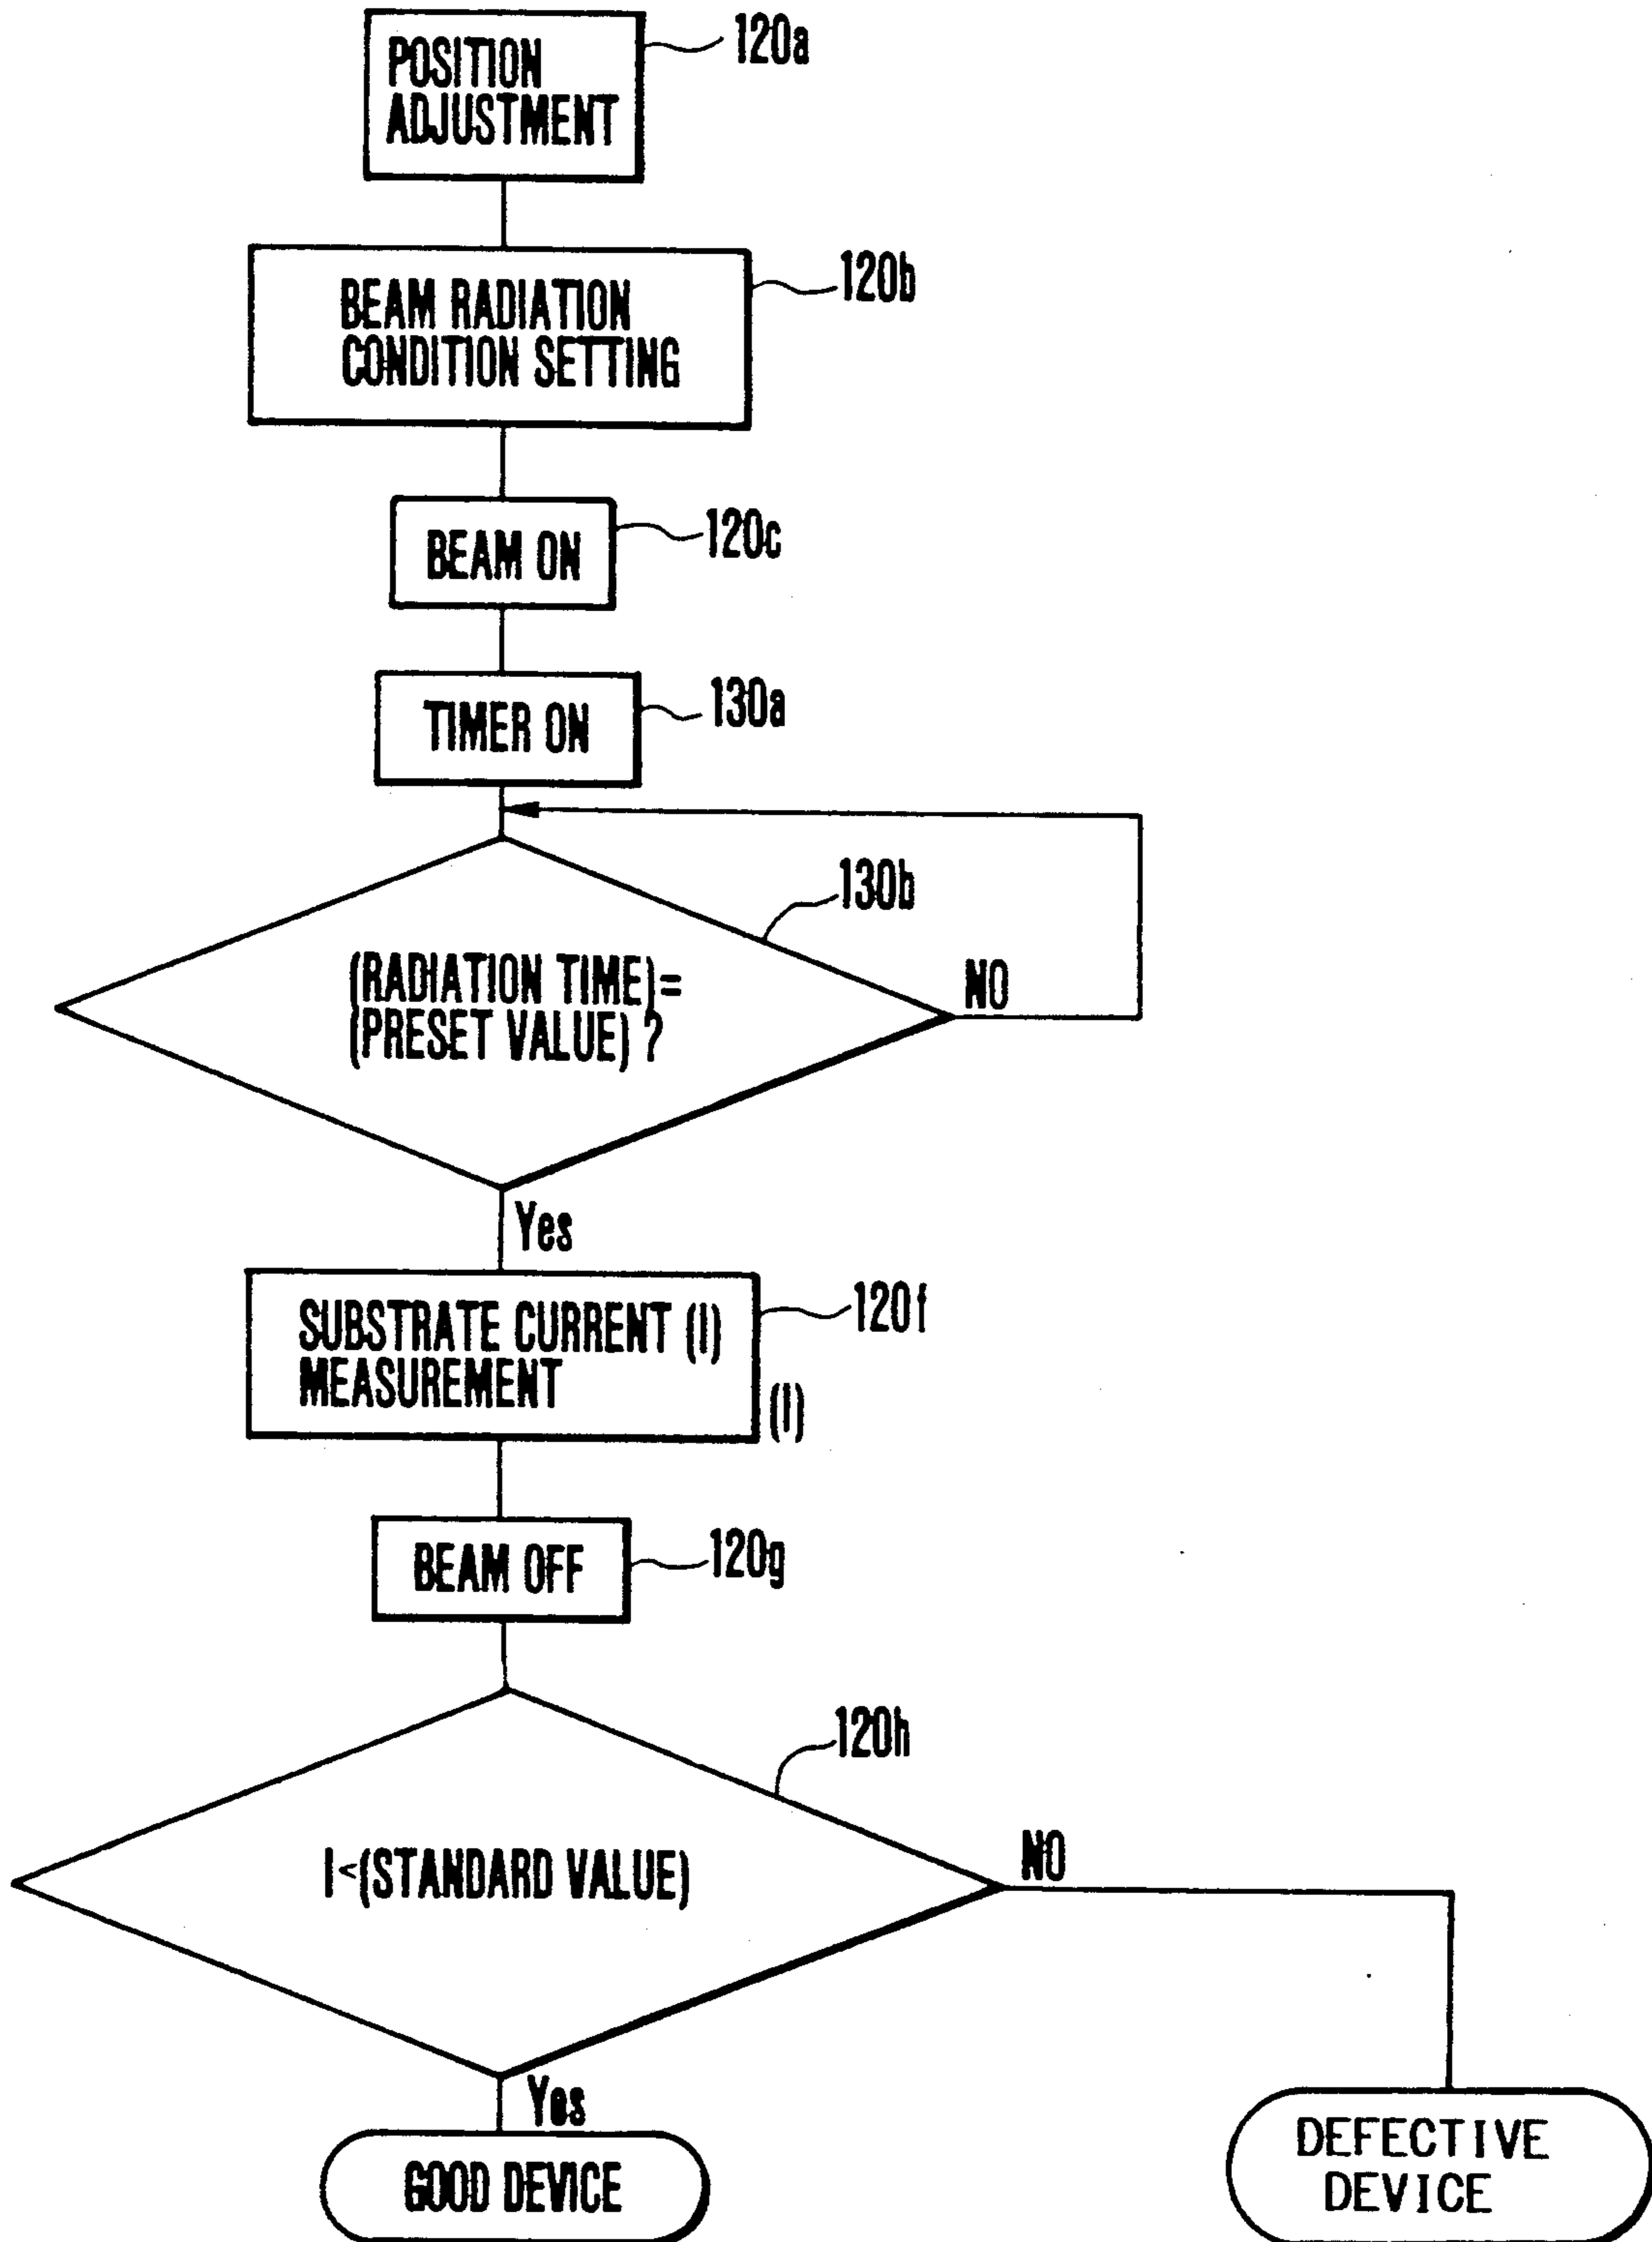 POSITION
ADJUSTMENT
120a
BEAM RADIATION
CONDITION SETTING
120b
BEAM ON
120c
TIMER ON
130a
130b
(RADIATION TIME)=
(PRESET VALUE) ?
NO
Yes
SUBSTRATE CURRENT (I)
MEASUREMENT
120f
(I)
BEAM OFF
120g
120h
I<(STANDARD VALUE)
NO
Yes
GOOD DEVICE
DEFECTIVE
DEVICE